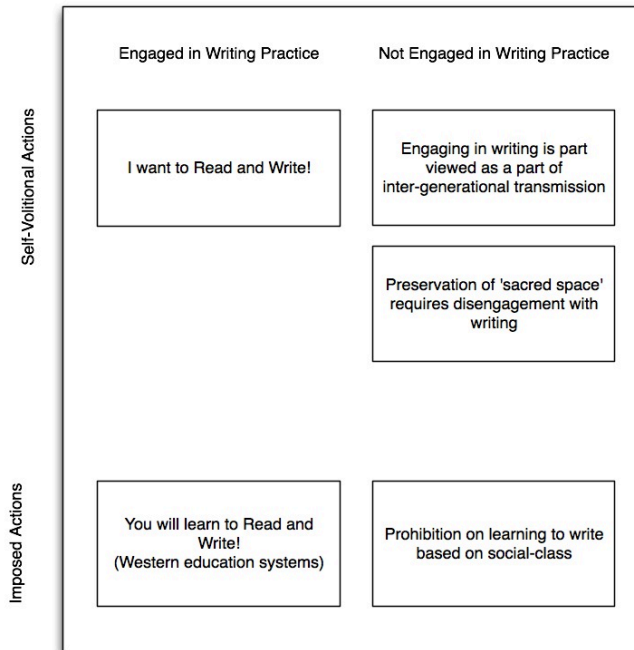 Engaged in Writing Practice
Not Engaged in Writing Practice
Self-Volitional Actions
I want to Read and Write!
Engaging in writing is part
viewed as a part of
inter-generational transmission
Preservation of 'sacred space'
requires disengagement with
writing
Imposed Actions
You will learn to Read and
Write!
(Western education systems)
Prohibition on learning to write
based on social-class